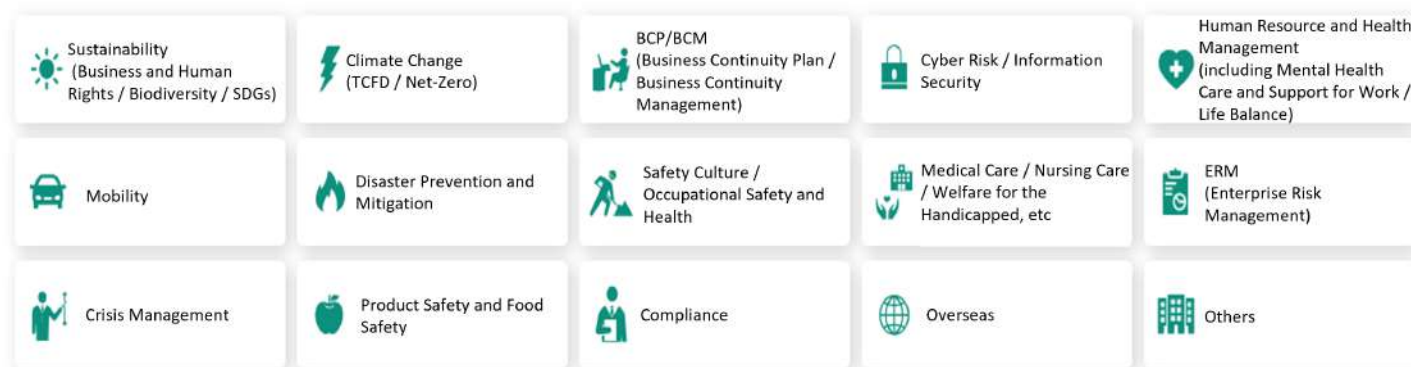 Sustainability
(Business and Human
Rights / Biodiversity / SDGs)
Climate Change
(TCFD / Net-Zero)
BCP/BCM
(Business Continuity Plan /
Business Continuity
Management)
Cyber Risk / Information
Security
Human Resource and Health
Management
(including Mental Health
Care and Support for Work /
Life Balance)
Mobility
Disaster Prevention and
Mitigation
Safety Culture /
Occupational Safety and
Health
Medical Care / Nursing Care
/ Welfare for the
Handicapped, etc
ERM
(Enterprise Risk
Management)
Crisis Management
Product Safety and Food
Safety
Compliance
Overseas
Others